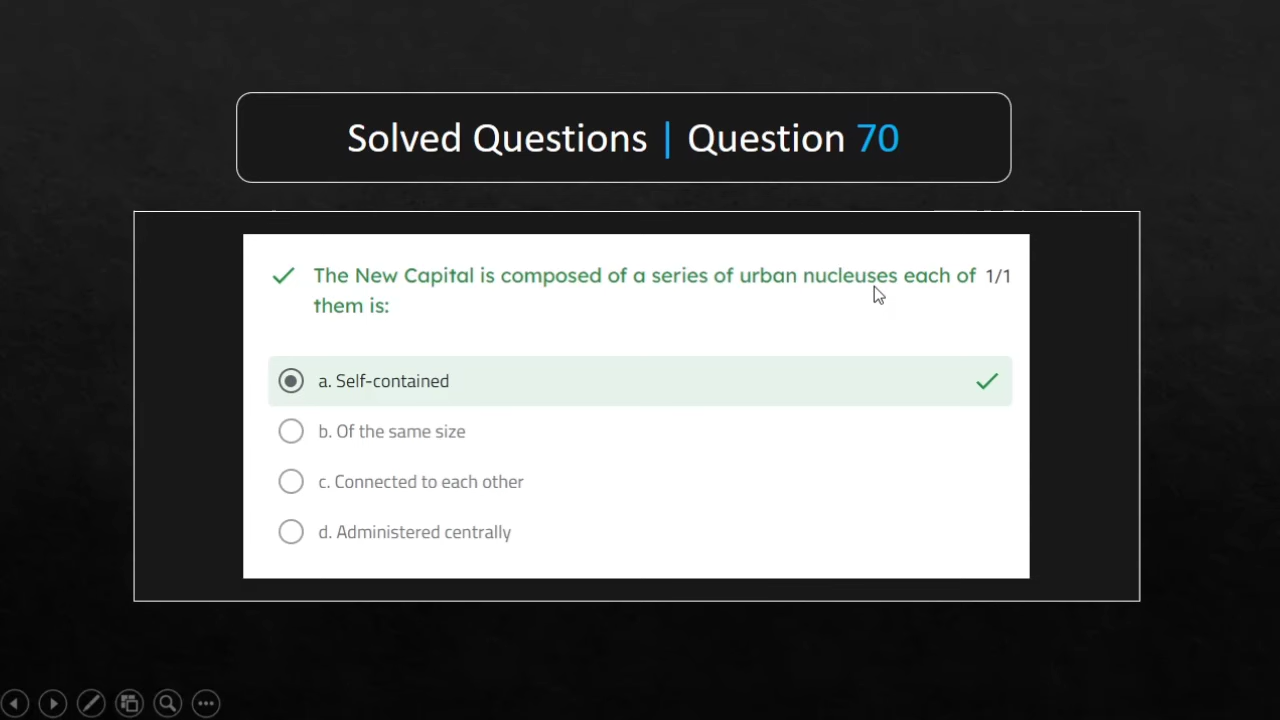 Solved Questions | Question 70
The New Capital is composed of a series of urban nucleuses each of 1/1
them is:
a. Self-contained
b. Of the same size
c. Connected to each other
d. Administered centrally